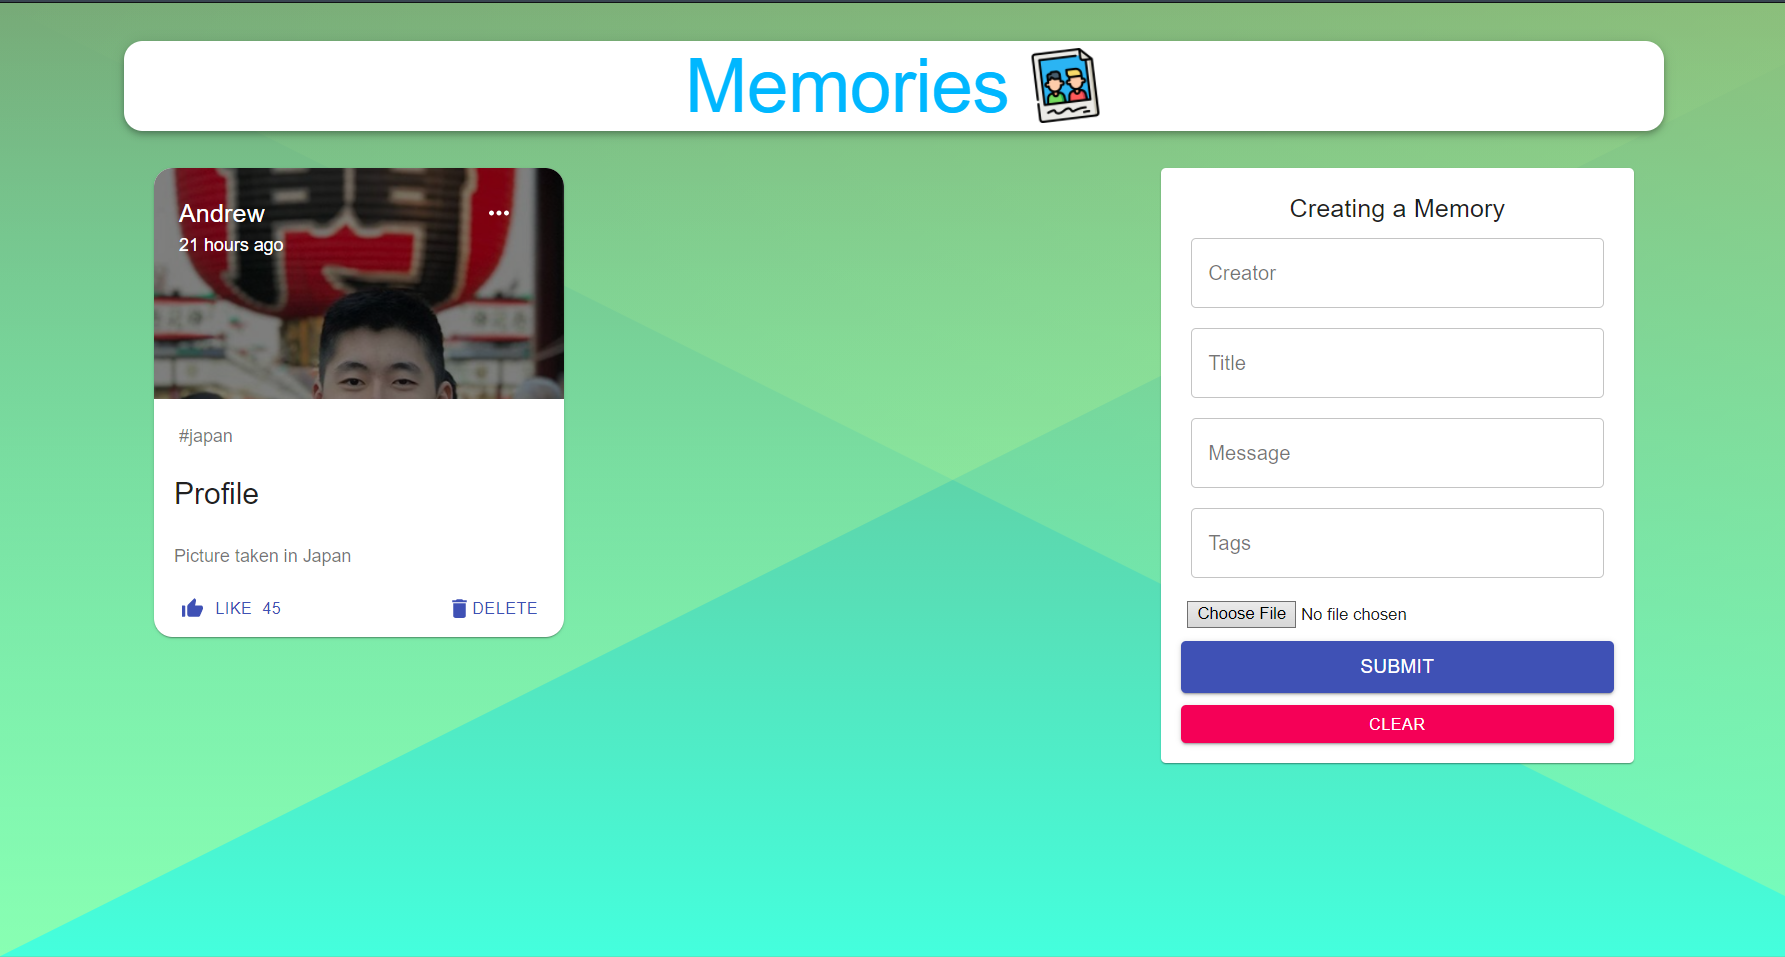 Memories
Andrew
21 hours ago
#japan
Profile
Picture taken in Japan
LIKE 45
DELETE
Creating a Memory
Creator
Title
Message
Tags
Choose File No file chosen
SUBMIT
CLEAR